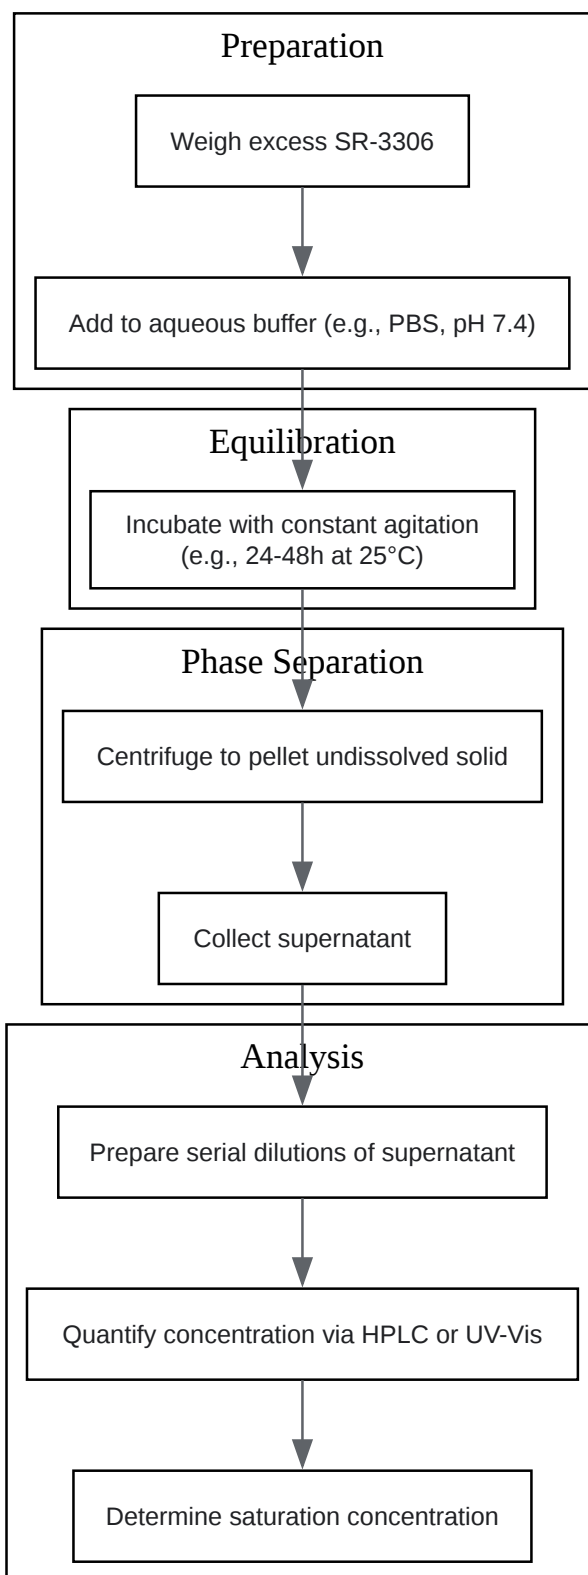 Preparation
Weigh excess SR-3306
Add to aqueous buffer (e.g., PBS, pH 7.4)
Equilibration
Incubate with constant agitation
(e.g., 24-48h at 25°C)
Phase Separation
Centrifuge to pellet undissolved solid
Collect supernatant
Analysis
Prepare serial dilutions of supernatant
Quantify concentration via HPLC or UV-Vis
Determine saturation concentration